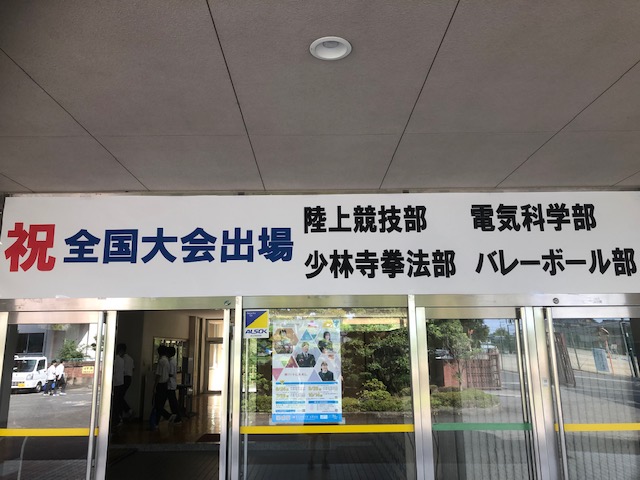 祝 全国大会出場
陸上競技部 電気科学部
少林寺拳法部 バレーボール部
ALSOK